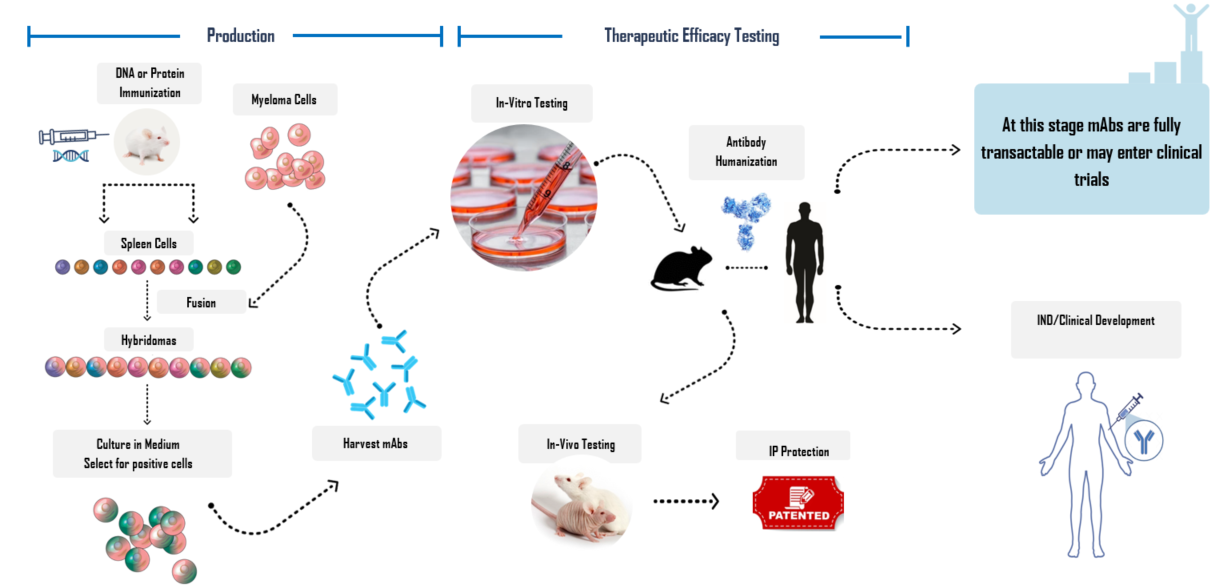 Production
Therapeutic Efficacy Testing
DNA or Protein
Immunization
Myeloma Cells
Spleen Cells
Fusion
Hybridomas
Culture in Medium
Select for positive cells
Harvest mAbs
In-Vitro Testing
Antibody
Humanization
In-Vivo Testing
IP Protection
PATENTED
At this stage mAbs are fully
transactable or may enter clinical
trials
IND/Clinical Development